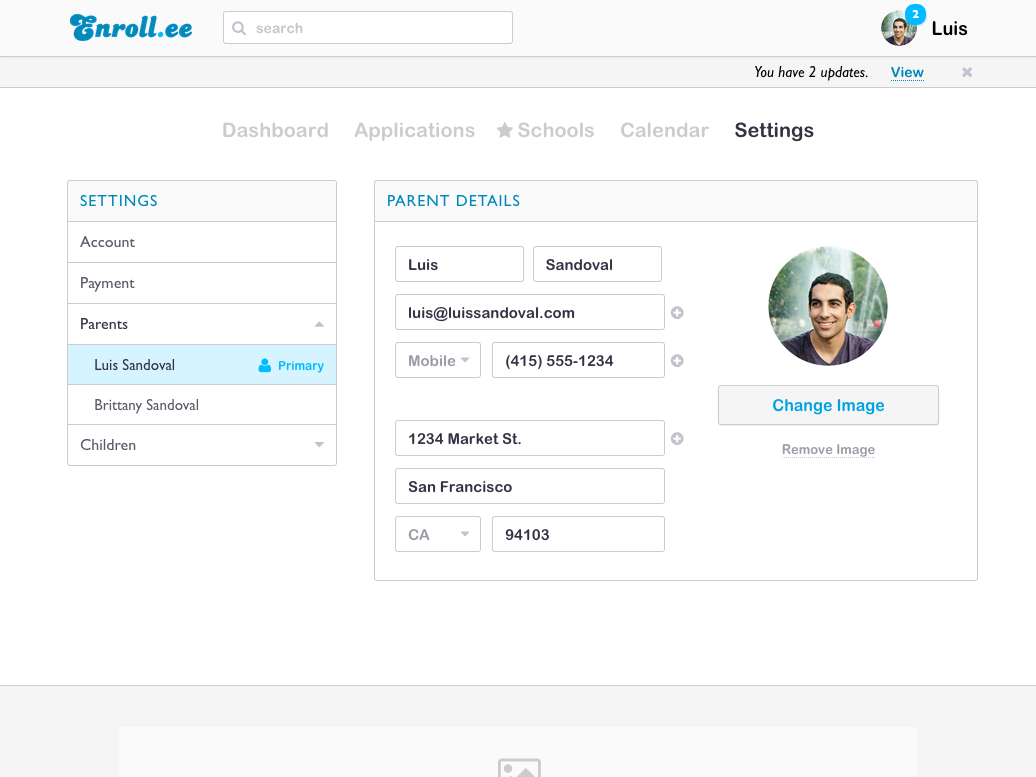 Enroll.ee
search
2
Luis
You have 2 updates. View
Dashboard Applications Schools Calendar Settings
SETTINGS
Account
Payment
Parents
Luis Sandoval Primary
Brittany Sandoval
Children
PARENT DETAILS
Luis Sandoval
luis@luissandoval.com
Mobile (415) 555-1234
1234 Market St.
San Francisco
CA 94103
Change Image
Remove Image